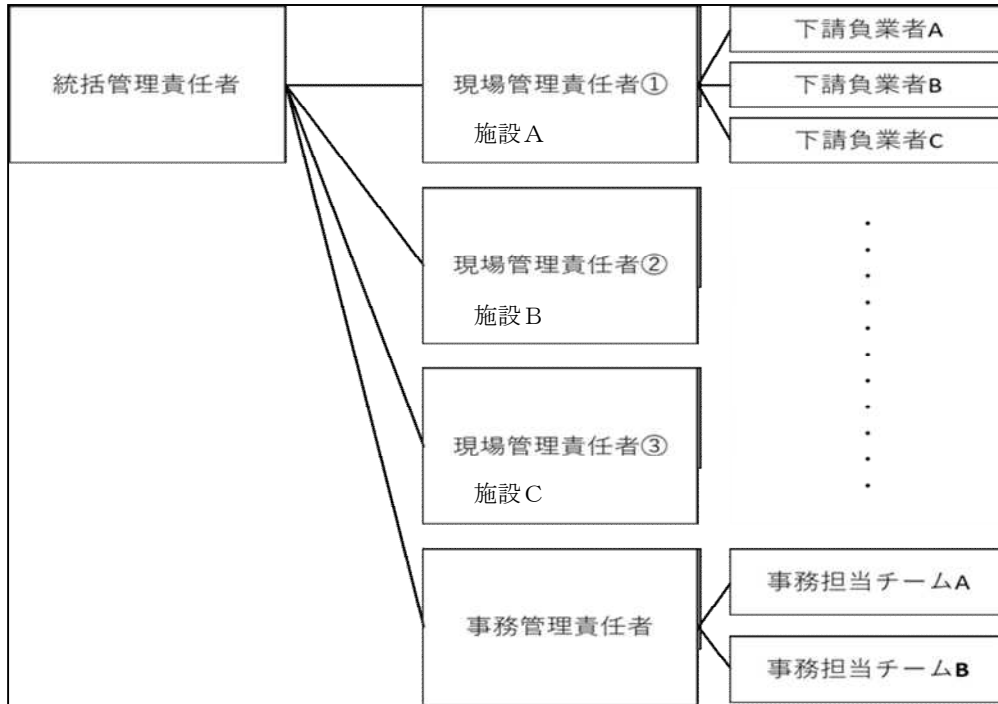 統括管理責任者
現場管理責任者①
施設A
下請負業者A
下請負業者B
下請負業者C
現場管理責任者②
施設B
現場管理責任者③
施設C
事務管理責任者
事務担当チームA
事務担当チームB